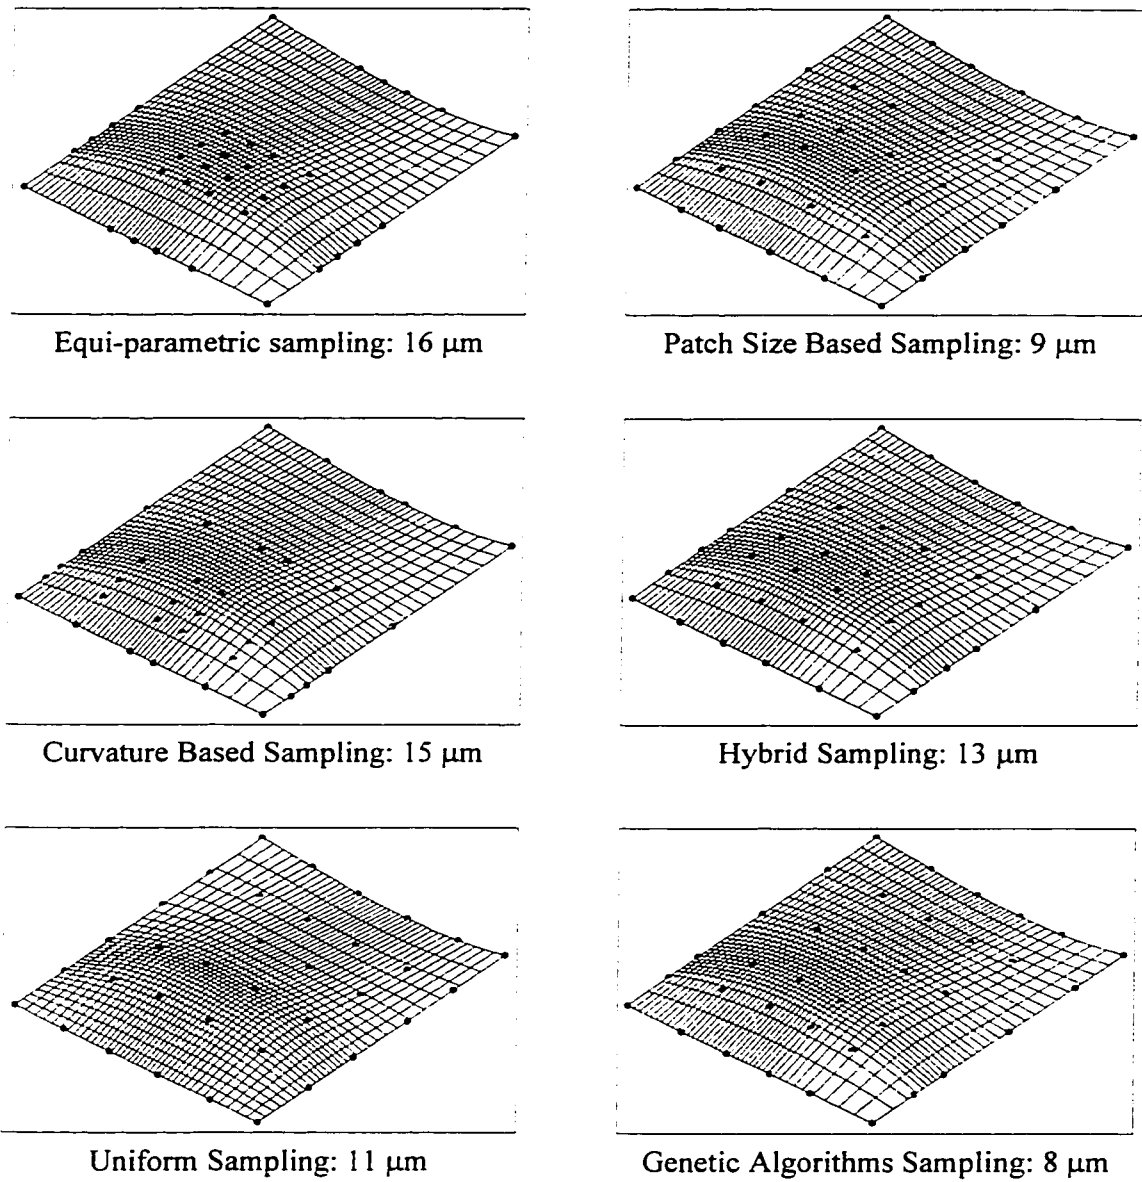 Equi-parametric sampling: 16 μm
Patch Size Based Sampling: 9 μm
Curvature Based Sampling: 15 μm
Hybrid Sampling: 13 μm
Uniform Sampling: 11 μm
Genetic Algorithms Sampling: 8 μm